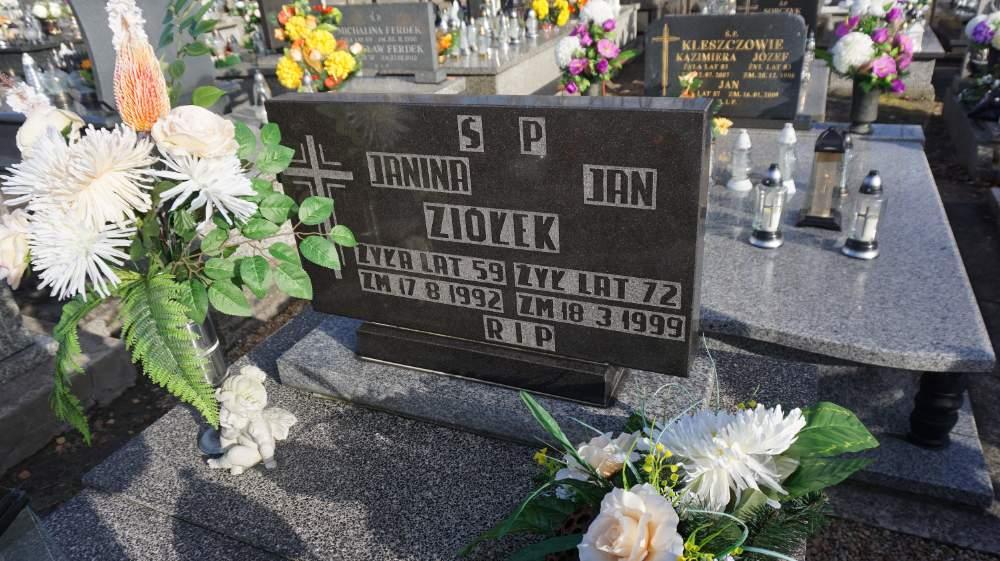 Ś P
JANINA JAN
ZIÓŁEK
ŻYŁA LAT 59 ŻYŁ LAT 72
ZM 17 8 1992 ZM 18 3 1999
R I P
MICHALINA FERDEK
FERDEK
Ś.P.
KLESZCZOWIE
KAZIMIERA JÓZEF
JAN